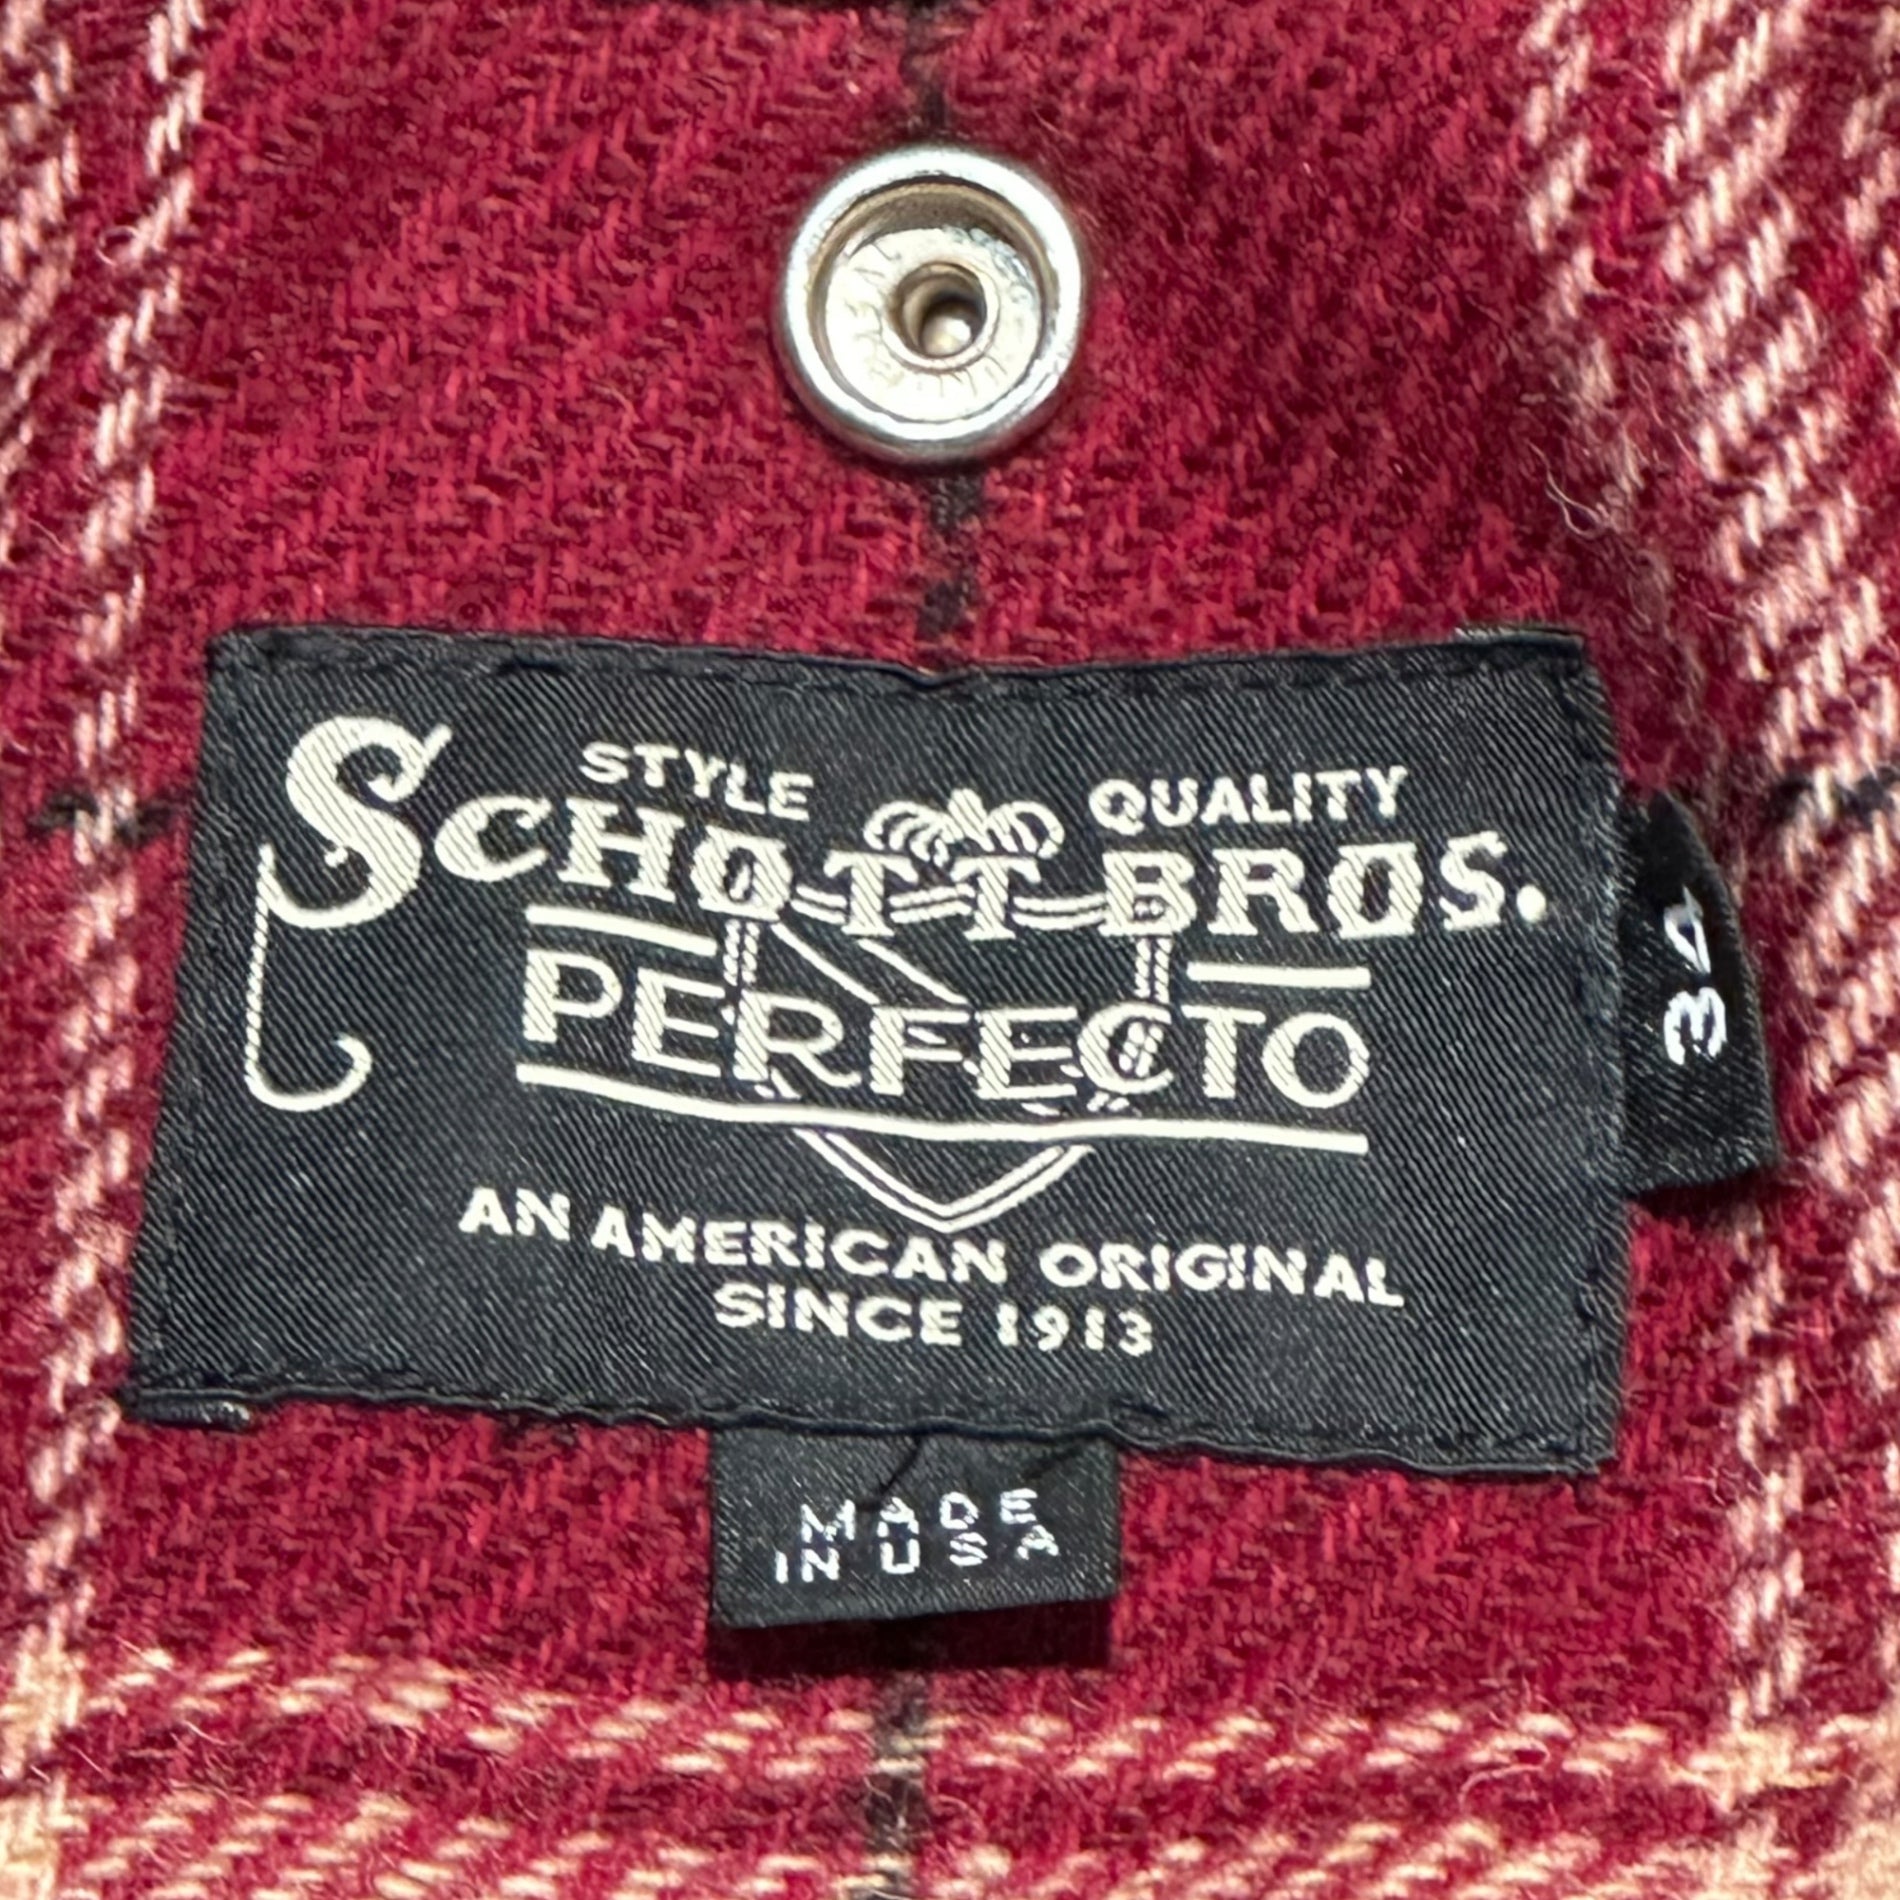 STYLE QUALITY
SCHOTT BROS.
PERFECTO
AN AMERICAN ORIGINAL
SINCE 1913
34
MADE
IN USA